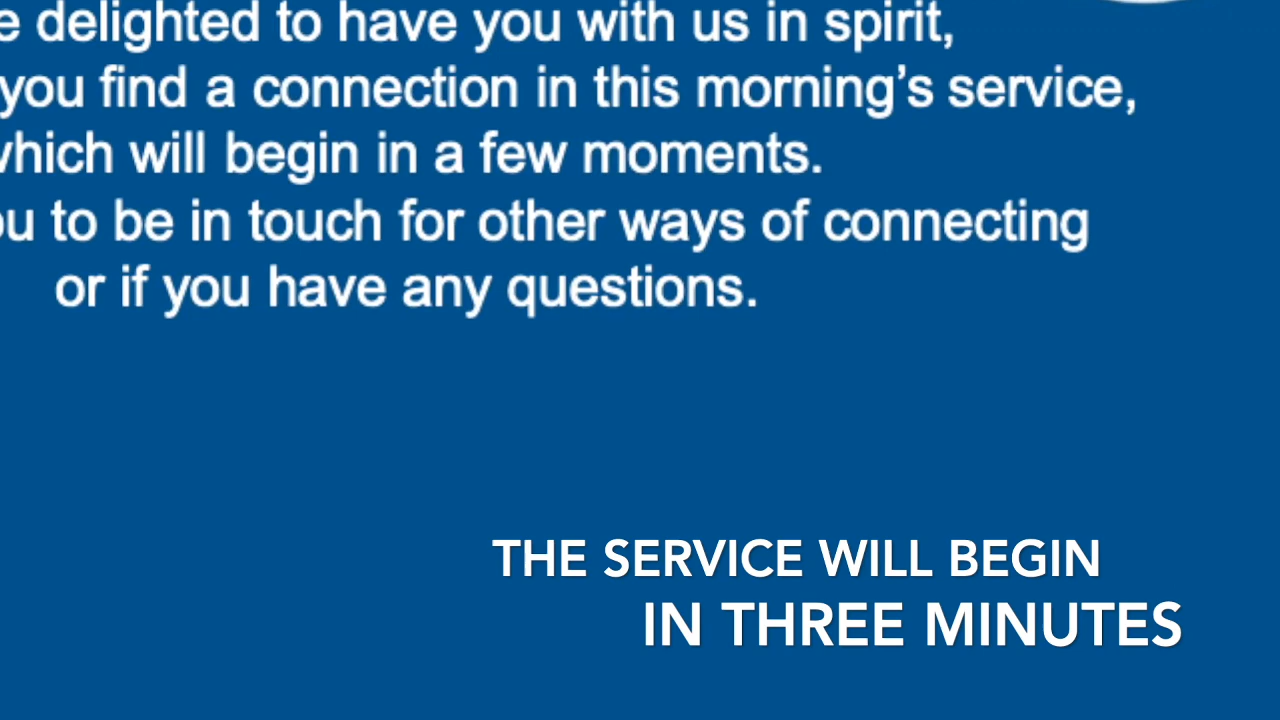 delighted to have you with us in spirit,
you find a connection in this morning's service,
will begin in a few moments.
to be in touch for other ways of connecting
or if you have any questions.
THE SERVICE WILL BEGIN
IN THREE MINUTES